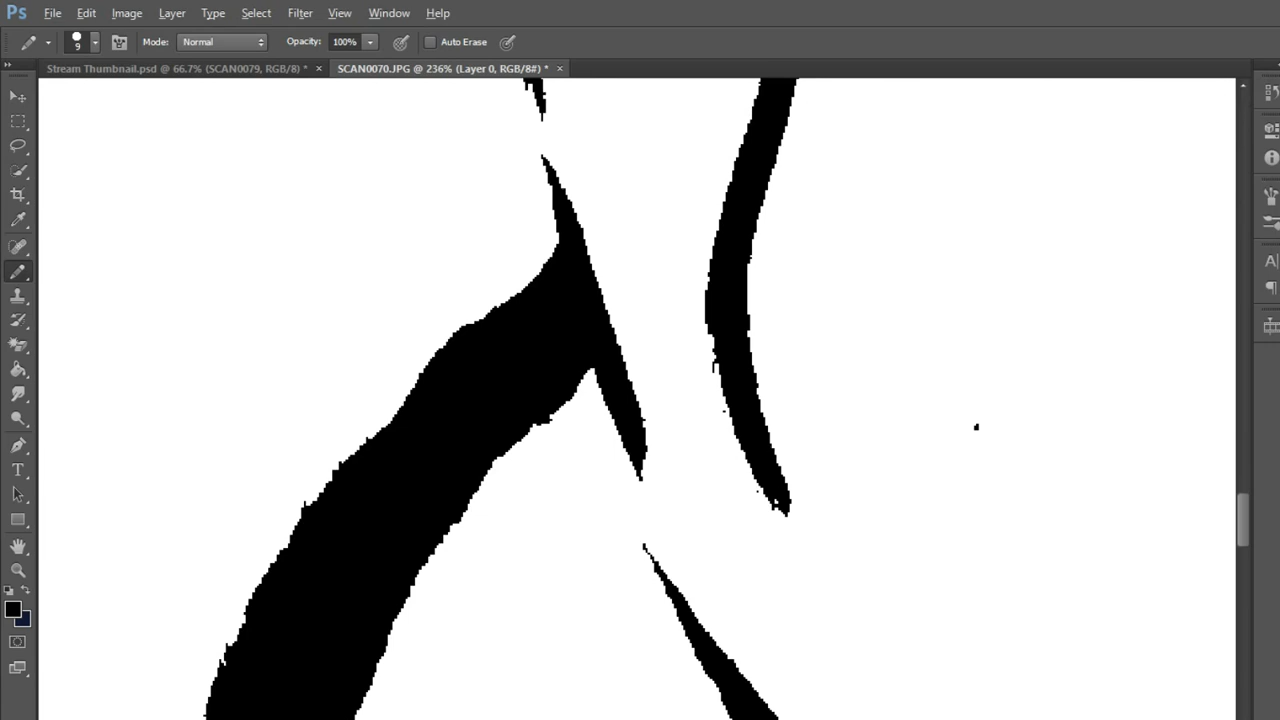 Ps File Edit Image Layer Type Select Filter View Window Help
9 Mode: Normal Opacity: 100% Auto Erase
Stream Thumbnail.psd @ 66.7% (SCAN0079, RGB/8) * × SCAN0070.JPG @ 236% (Layer 0, RGB/8#) * ×